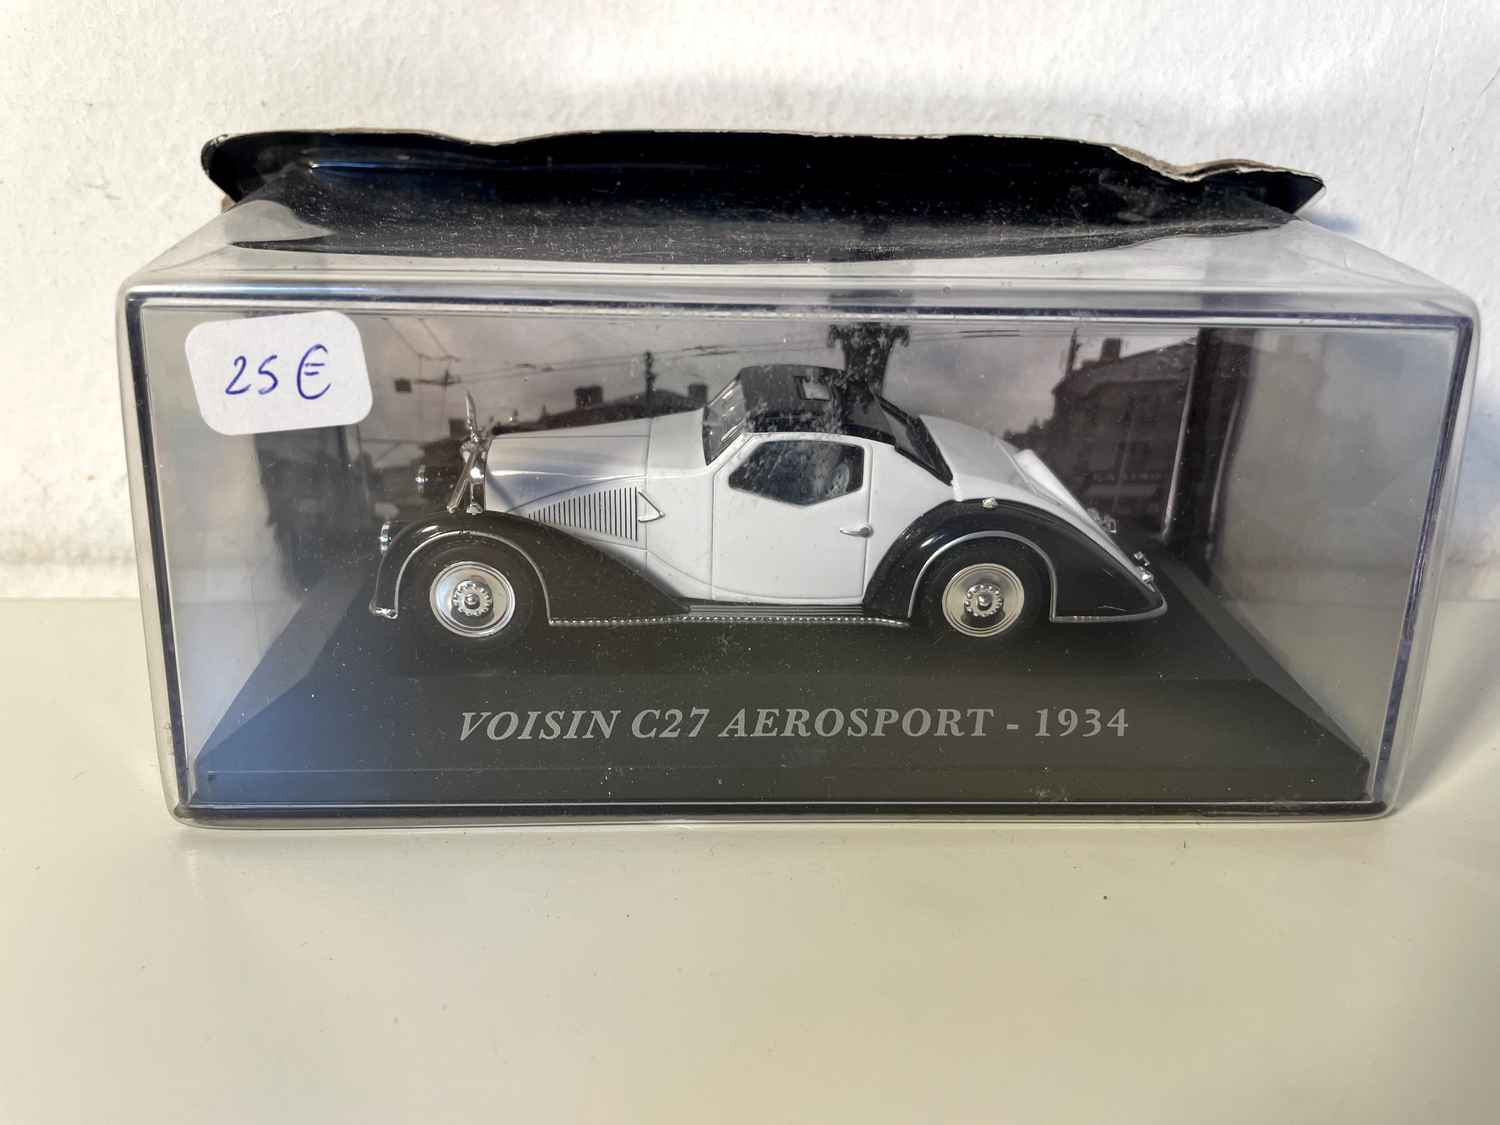 25€
VOISIN C27 AEROSPORT - 1934